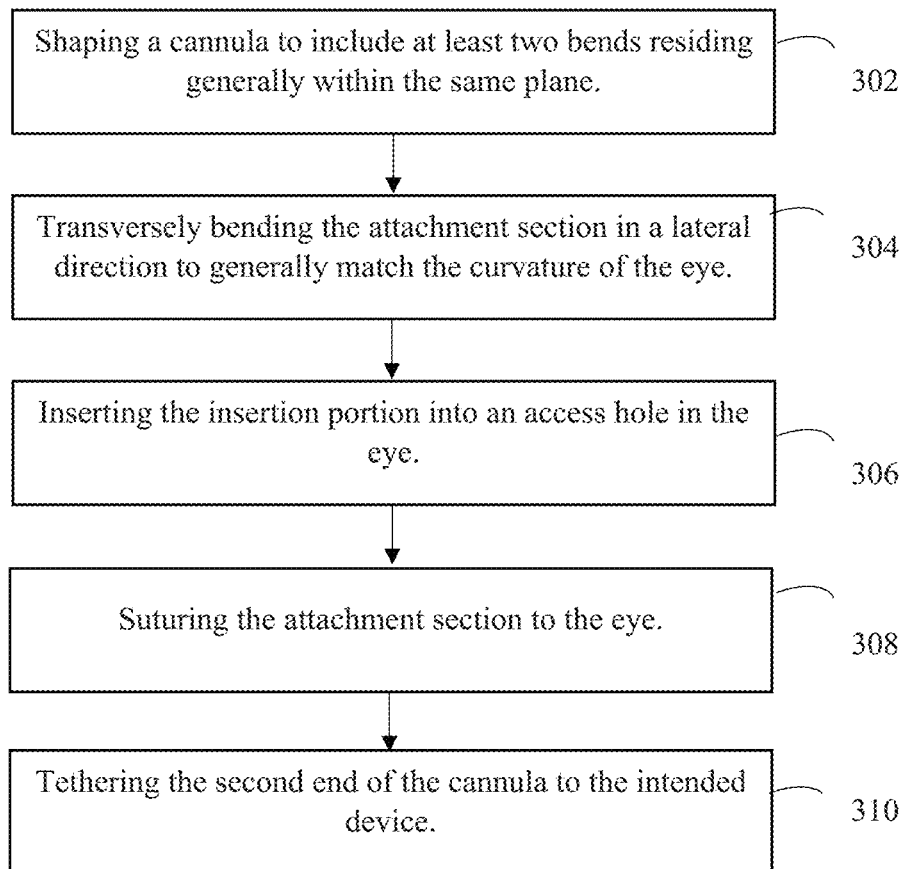 Shaping a cannula to include at least two bends residing
generally within the same plane.
302
Transversely bending the attachment section in a lateral
direction to generally match the curvature of the eye.
304
Inserting the insertion portion into an access hole in the
eye.
306
Suturing the attachment section to the eye.
308
Tethering the second end of the cannula to the intended
device.
310